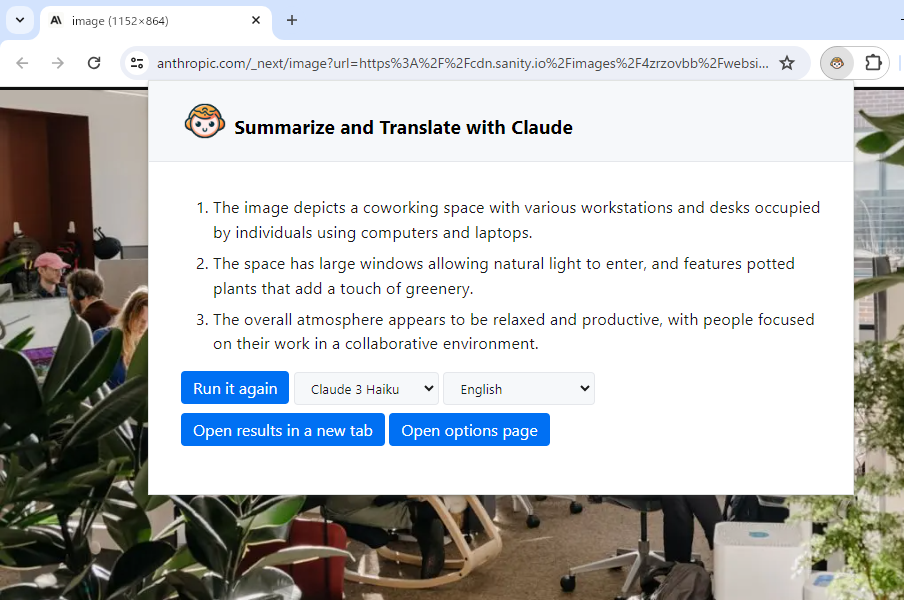 image (1152×864)
anthropic.com/_next/image?url=https%3A%2F%2Fcdn.sanity.io%2Fimages%2F4zrzovbb%2Fwebsi...
Summarize and Translate with Claude
1. The image depicts a coworking space with various workstations and desks occupied
by individuals using computers and laptops.
2. The space has large windows allowing natural light to enter, and features potted
plants that add a touch of greenery.
3. The overall atmosphere appears to be relaxed and productive, with people focused
on their work in a collaborative environment.
Run it again Claude 3 Haiku English
Open results in a new tab Open options page